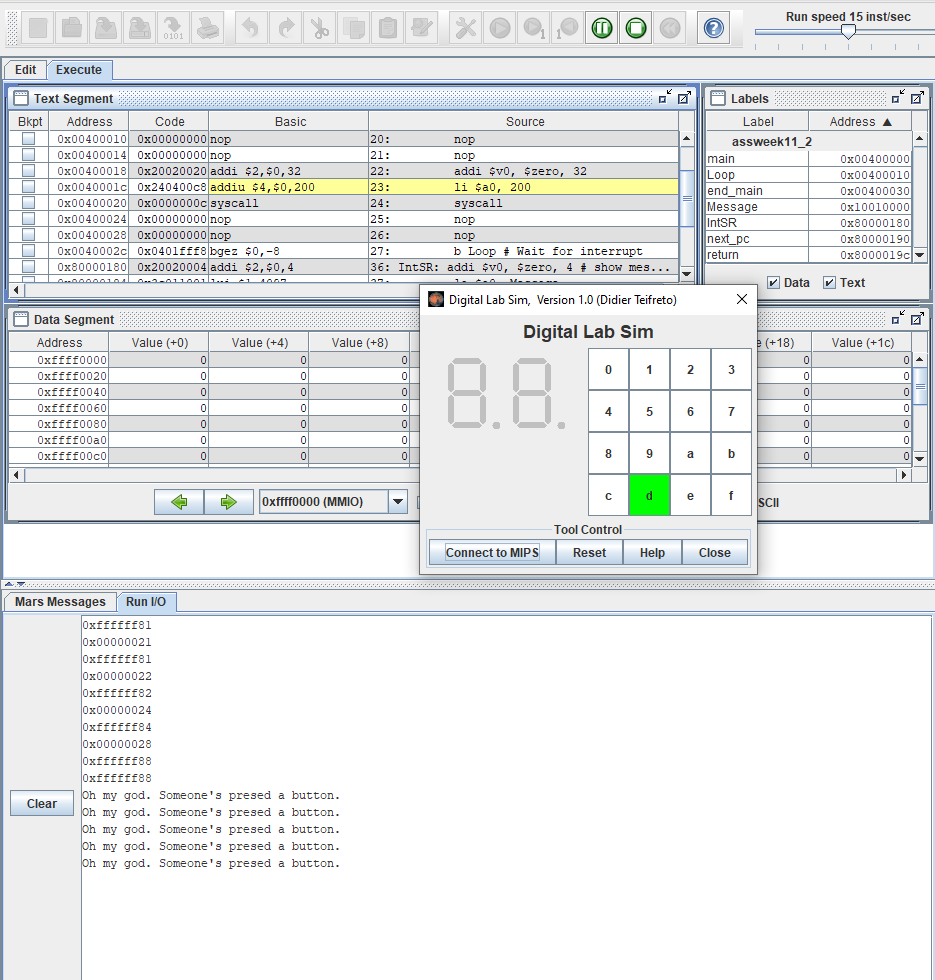 Run speed 15 inst/sec
Edit Execute
Text Segment
Bkpt Address Code Basic Source
0x00400010 0x00000000 nop 20: nop
0x00400014 0x00000000 nop 21: nop
0x00400018 0x20020020 addi $2,$0,32 22: addi $v0, $zero, 32
0x0040001c 0x240400c8 addiu $4,$0,200 23: li $a0, 200
0x00400020 0x0000000c syscall 24: syscall
0x00400024 0x00000000 nop 25: nop
0x00400028 0x00000000 nop 26: nop
0x0040002c 0x0401fff8 bgez $0,-8 27: b Loop # Wait for interrupt
0x80000180 0x20020004 addi $2,$0,4 36: IntSR: addi $v0, $zero, 4 # show mes...
Labels
Label Address ▲
assweek11_2
main 0x00400000
Loop 0x00400010
end_main 0x00400030
Message 0x10010000
IntSR 0x80000180
next_pc 0x80000190
return 0x8000019c
Data Text
Data Segment
Address Value (+0) Value (+4) Value (+8) e (+18) Value (+1c)
0xffff0000 0 0 0 0 0
0xffff0020 0 0 0 0 0
0xffff0040 0 0 0 0 0
0xffff0060 0 0 0 0 0
0xffff0080 0 0 0 0 0
0xffff00a0 0 0 0 0 0
0xffff00c0 0 0 0 0 0
0xffff0000 (MMIO) SCII
Digital Lab Sim, Version 1.0 (Didier Teifreto)
Digital Lab Sim
8.8.
0 1 2 3
4 5 6 7
8 9 a b
c d e f
Tool Control
Connect to MIPS Reset Help Close
Mars Messages Run I/O
Clear
0xffffff81
0x00000021
0xffffff81
0x00000022
0xffffff82
0x00000024
0xffffff84
0x00000028
0xffffff88
0xffffff88
Oh my god. Someone's presed a button.
Oh my god. Someone's presed a button.
Oh my god. Someone's presed a button.
Oh my god. Someone's presed a button.
Oh my god. Someone's presed a button.